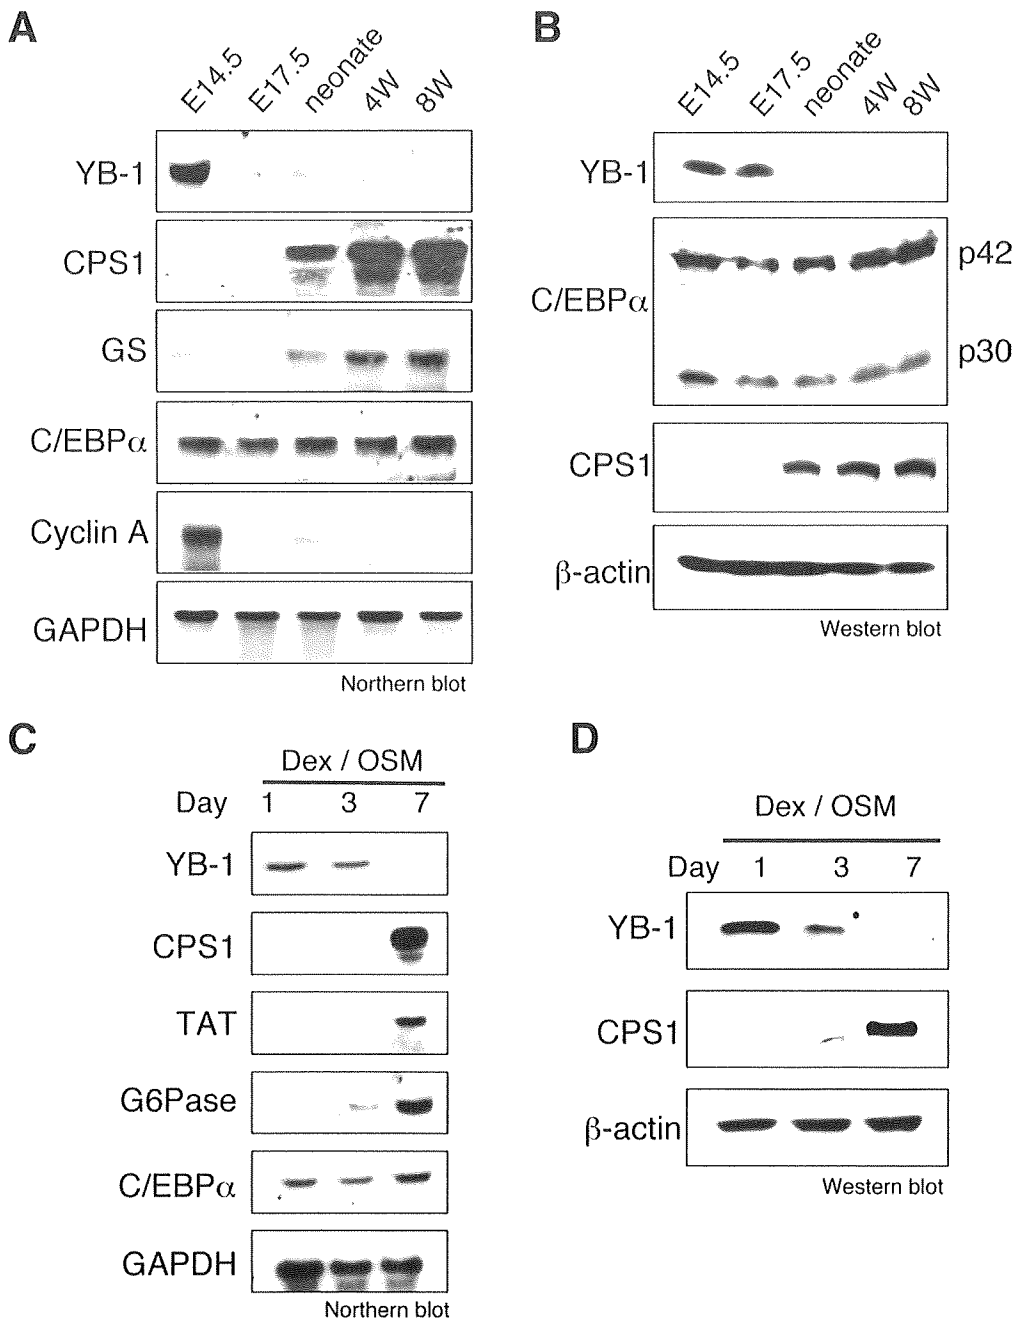 A
E14.5 E17.5 neonate 4W 8W
YB-1
CPS1
GS
C/EBPα
Cyclin A
GAPDH
Northern blot
B
E14.5 E17.5 neonate 4W 8W
YB-1
C/EBPα
p42
p30
CPS1
β-actin
Western blot
C
Dex / OSM
Day 1 3 7
YB-1
CPS1
TAT
G6Pase
C/EBPα
GAPDH
Northern blot
D
Dex / OSM
Day 1 3 7
YB-1
CPS1
β-actin
Western blot